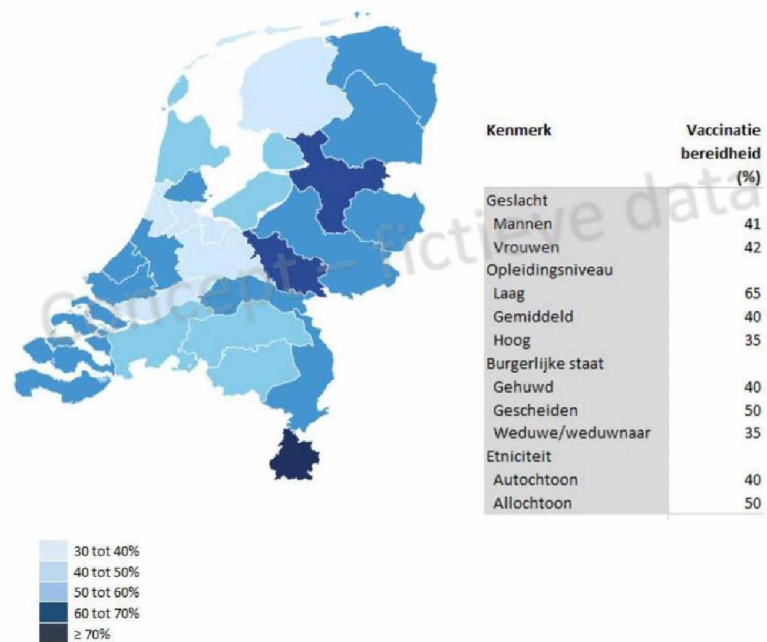 Kenmerk Vaccinatie
bereidheid
(%)
Geslacht
Mannen 41
Vrouwen 42
Opleidingsniveau
Laag 65
Gemiddeld 40
Hoog 35
Burgerlijke staat
Gehuwd 40
Gescheiden 50
Weduwe/weduwnaar 35
Etniciteit
Autochtoon 40
Allochtoon 50
Concept – fictieve data
30 tot 40%
40 tot 50%
50 tot 60%
60 tot 70%
≥ 70%